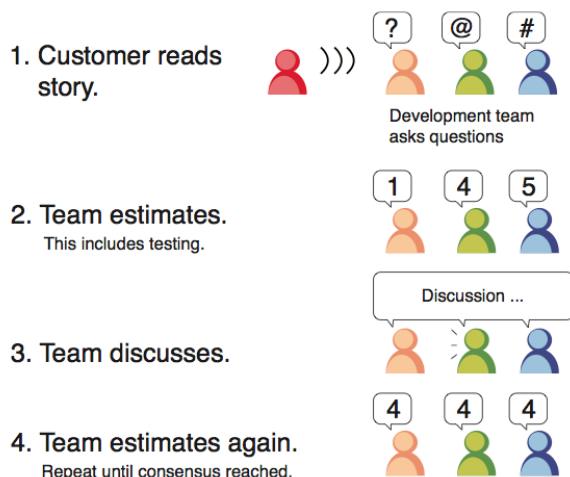 ? @ #
1. Customer reads
story.
Development team
asks questions
1 4 5
2. Team estimates.
This includes testing.
Discussion ...
3. Team discusses.
4 4 4
4. Team estimates again.
Repeat until consensus reached.